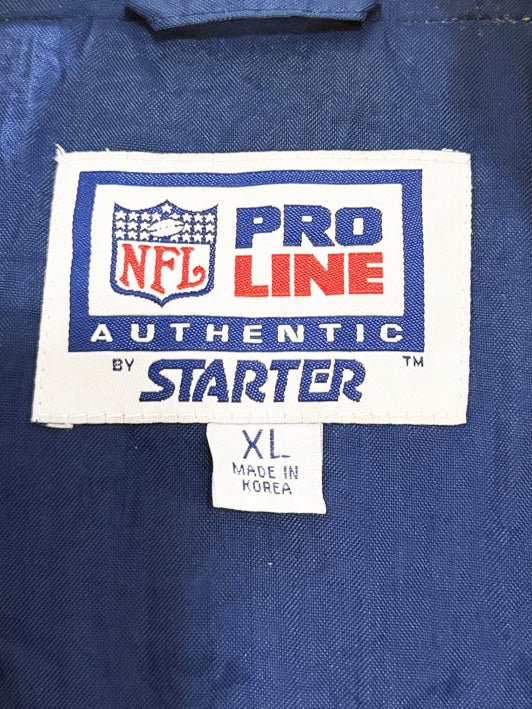 NFL
PRO
LINE
AUTHENTIC
BY STARTER ™
XL
MADE IN
KOREA